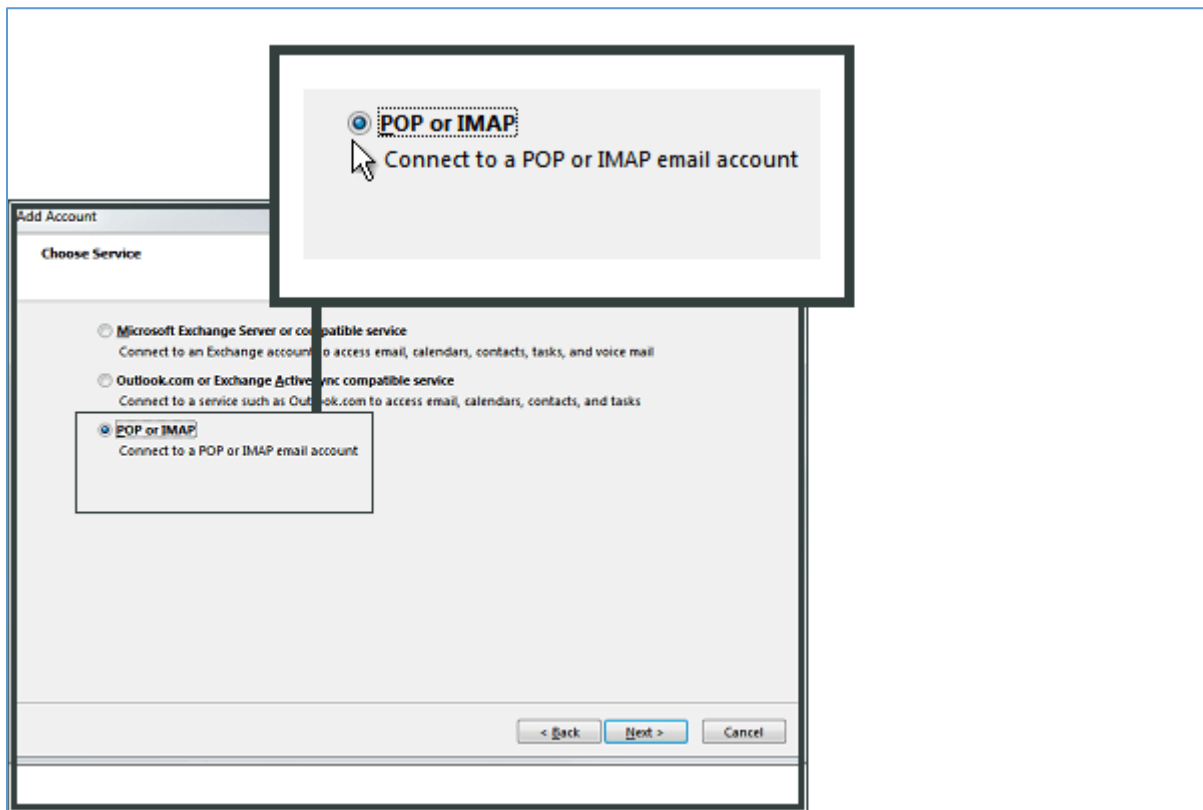 POP or IMAP
Connect to a POP or IMAP email account
Add Account
Choose Service
Microsoft Exchange Server or compatible service
Connect to an Exchange account to access email, calendars, contacts, tasks, and voice mail
Outlook.com or Exchange ActiveSync compatible service
Connect to a service such as Outlook.com to access email, calendars, contacts, and tasks
POP or IMAP
Connect to a POP or IMAP email account
< Back Next > Cancel